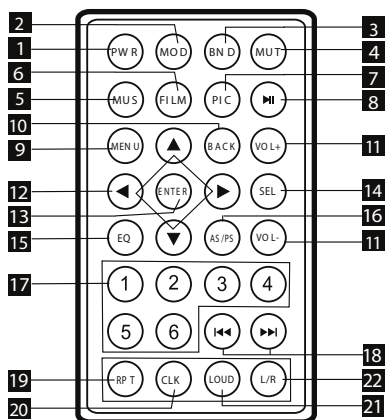 2 3
1 PWR MOD BND MUT 4
6 7
5 MUS FILM PIC 8
10
9 MENU BACK VOL+ 11
12 ENTER SEL 14
13 16
15 EQ AS/PS VOL- 11
17 1 2 3 4
5 6
18
19 RPT CLK LOUD L/R 22
20 21